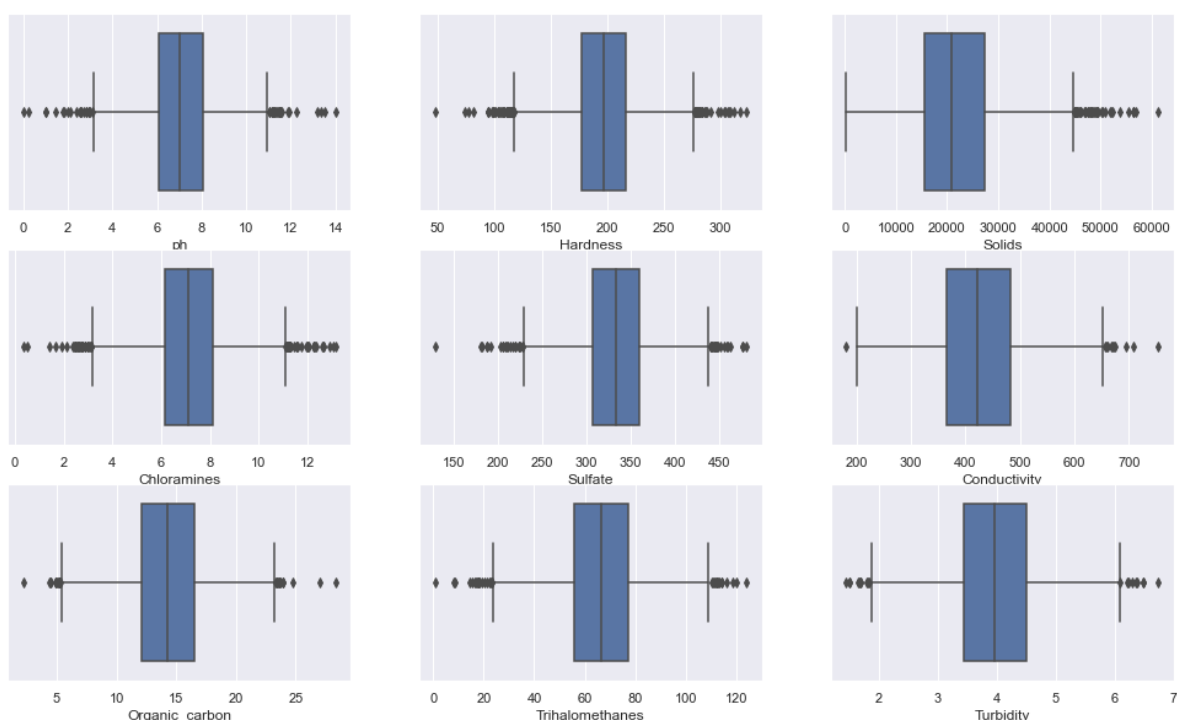 0 2 4 6 8 10 12 14
ph
50 100 150 200 250 300
Hardness
0 10000 20000 30000 40000 50000 60000
Solids
0 2 4 6 8 10 12
Chloramines
150 200 250 300 350 400 450
Sulfate
200 300 400 500 600 700
Conductivity
5 10 15 20 25
Organic_carbon
0 20 40 60 80 100 120
Trihalomethanes
2 3 4 5 6 7
Turbidity